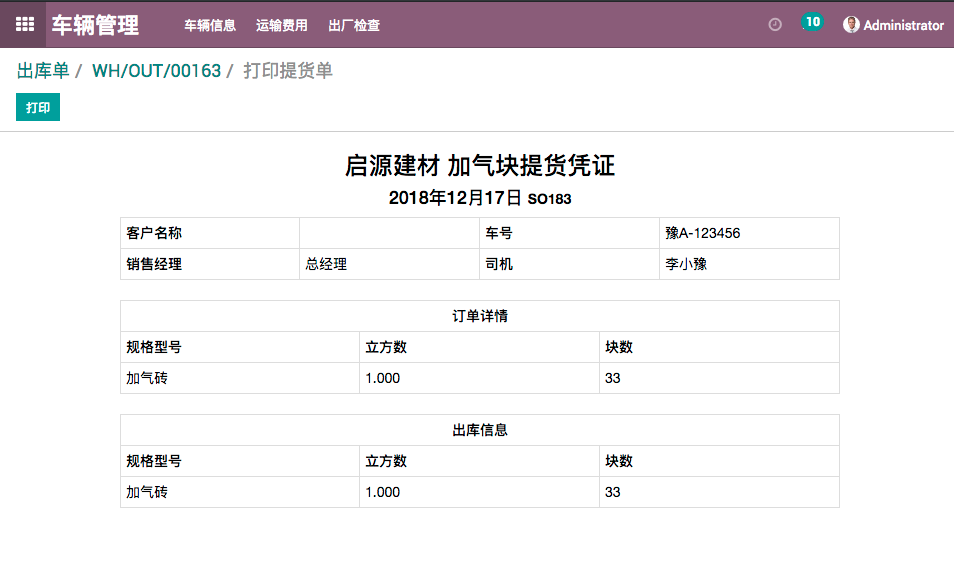 车辆管理 车辆信息 运输费用 出厂检查 10 Administrator
出库单 / WH/OUT/00163 / 打印提货单
打印
启源建材 加气块提货凭证
2018年12月17日 SO183
客户名称 车号 豫A-123456
销售经理 总经理 司机 李小豫
订单详情
规格型号 立方数 块数
加气砖 1.000 33
出库信息
规格型号 立方数 块数
加气砖 1.000 33